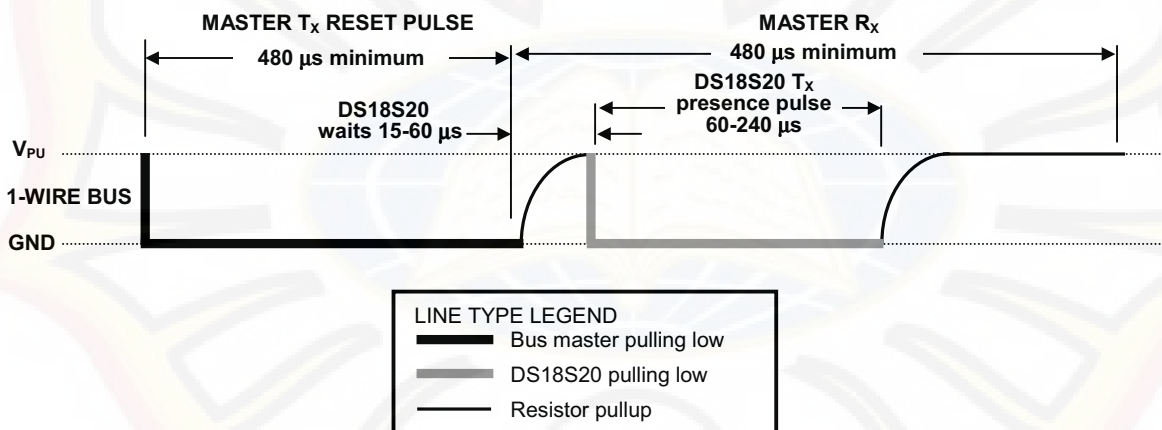 MASTER TX RESET PULSE
MASTER RX
480 µs minimum
480 µs minimum
DS18S20
waits 15-60 µs
DS18S20 TX
presence pulse
60-240 µs
VPU
1-WIRE BUS
GND
LINE TYPE LEGEND
Bus master pulling low
DS18S20 pulling low
Resistor pullup